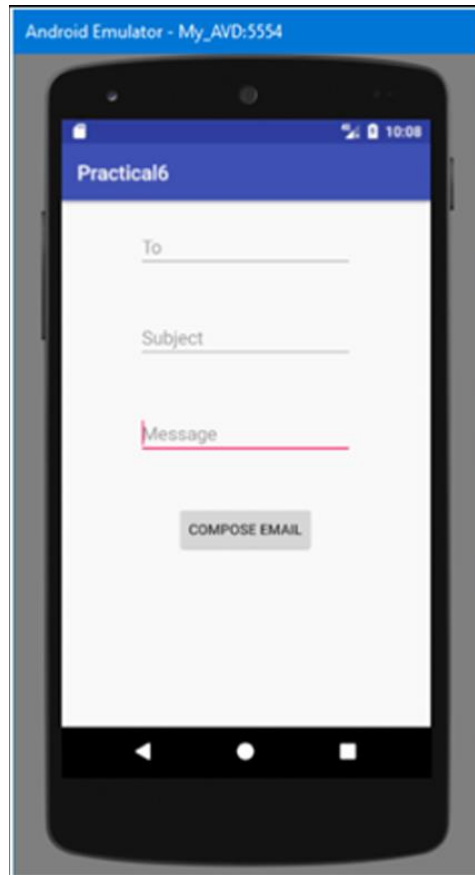 Android Emulator - My_AVD:5554
10:08
Practical6
To
Subject
Message
COMPOSE EMAIL